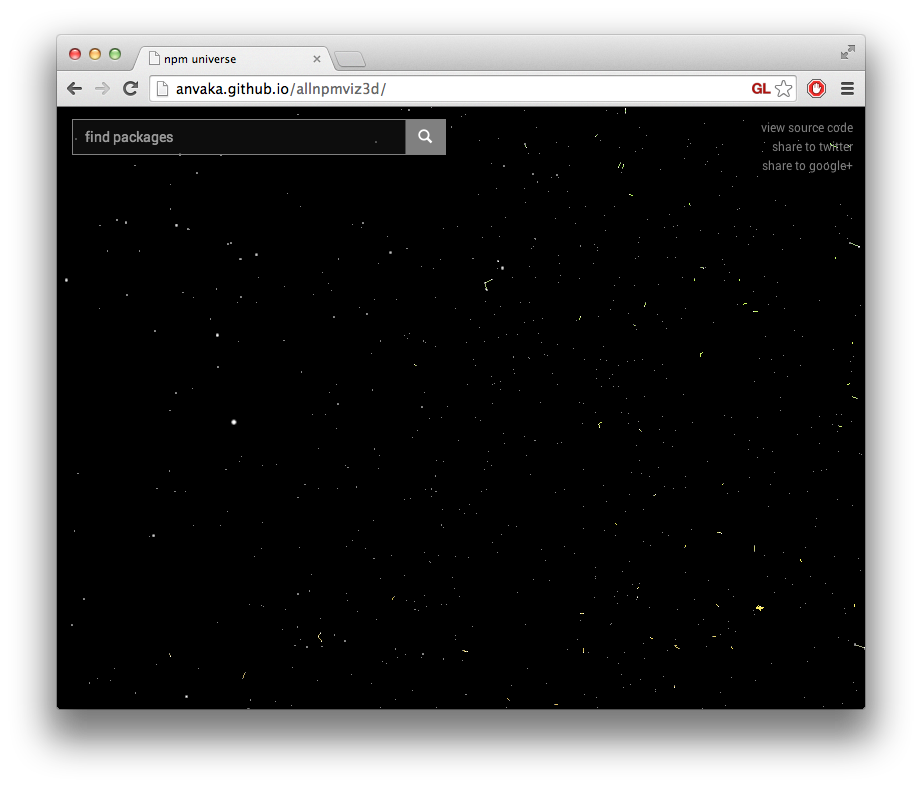 npm universe
anvaka.github.io/allnpmviz3d/
GL
find packages
view source code
share to twitter
share to google+